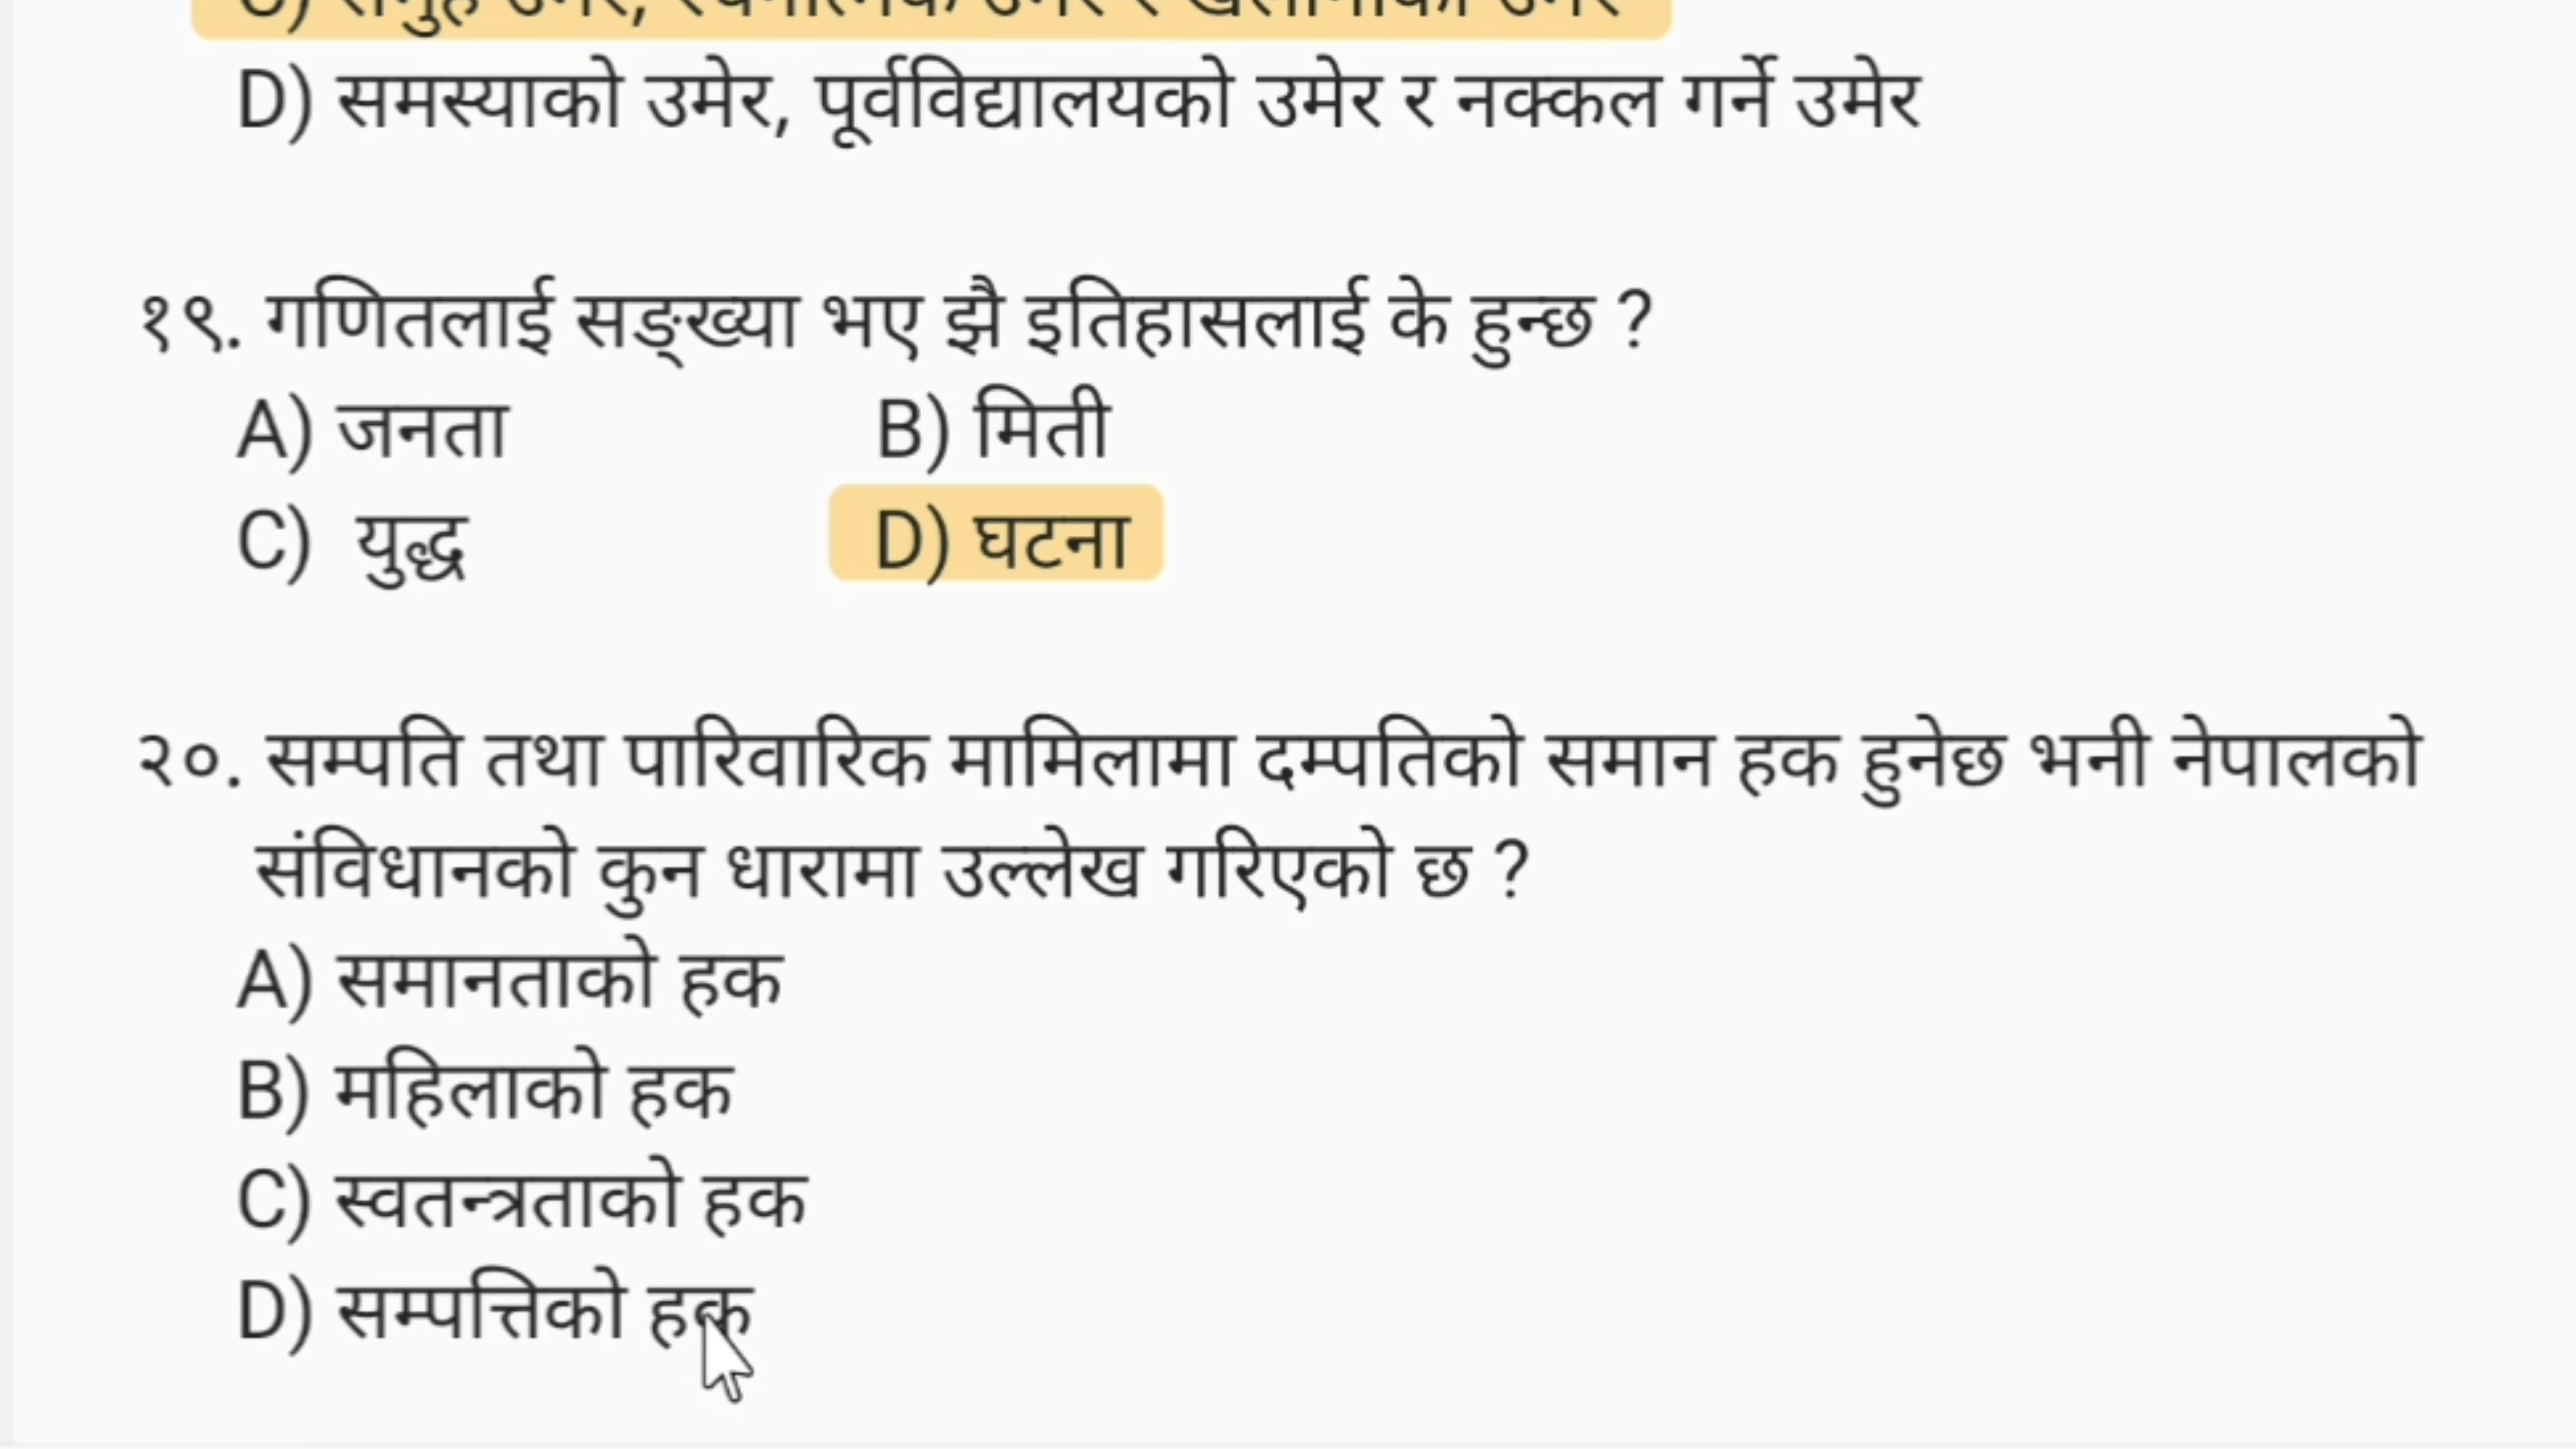 C) समुह उमेर,
D) समस्याको उमेर, पूर्वविद्यालयको उमेर र नक्कल गर्ने उमेर
१९. गणितलाई सङ्ख्या भए झै इतिहासलाई के हुन्छ ?
A) जनता B) मिती
C) युद्ध D) घटना
२०. सम्पति तथा पारिवारिक मामिलामा दम्पतिको समान हक हुनेछ भनी नेपालको
संविधानको कुन धारामा उल्लेख गरिएको छ ?
A) समानताको हक
B) महिलाको हक
C) स्वतन्त्रताको हक
D) सम्पत्तिको हक